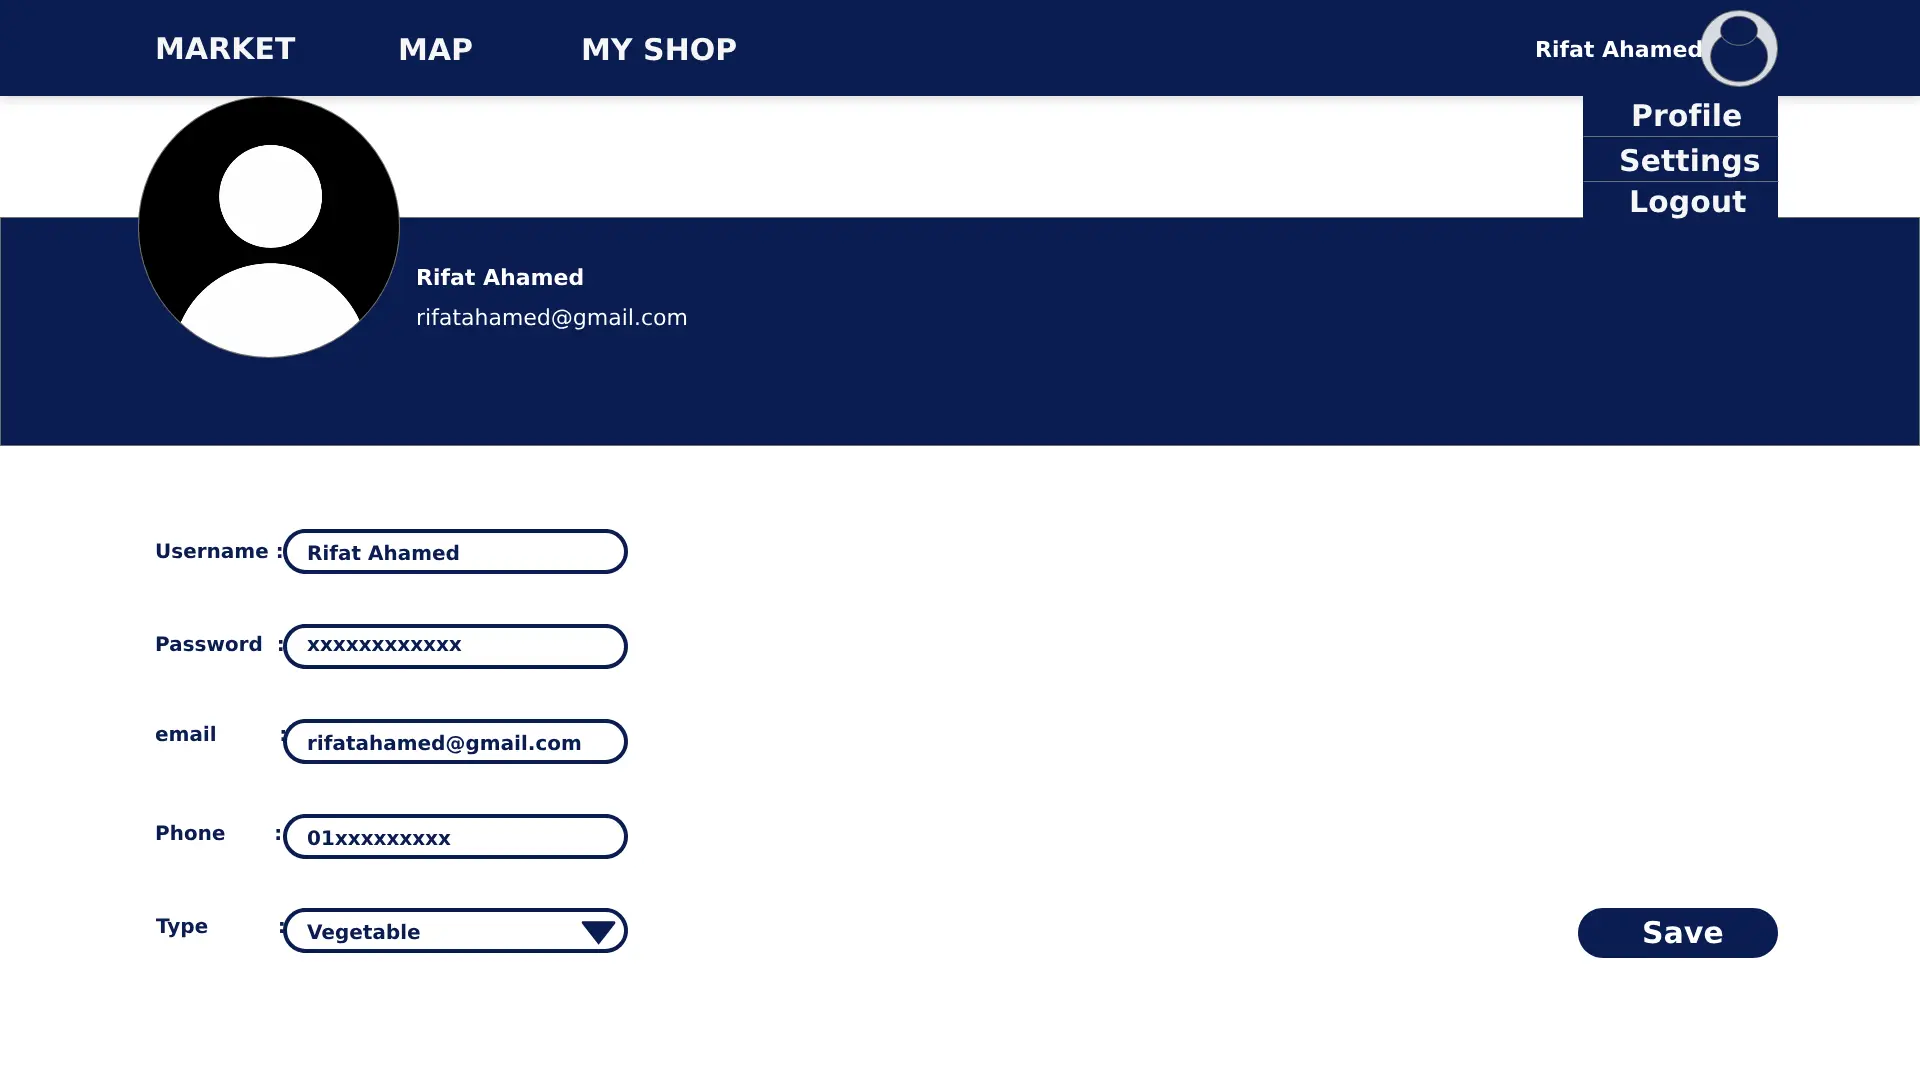 MARKET MAP MY SHOP Rifat Ahamed
Profile
Settings
Logout
Rifat Ahamed
rifatahamed@gmail.com
Username : Rifat Ahamed
Password : xxxxxxxxxxxx
email : rifatahamed@gmail.com
Phone : 01xxxxxxxxx
Type : Vegetable
Save